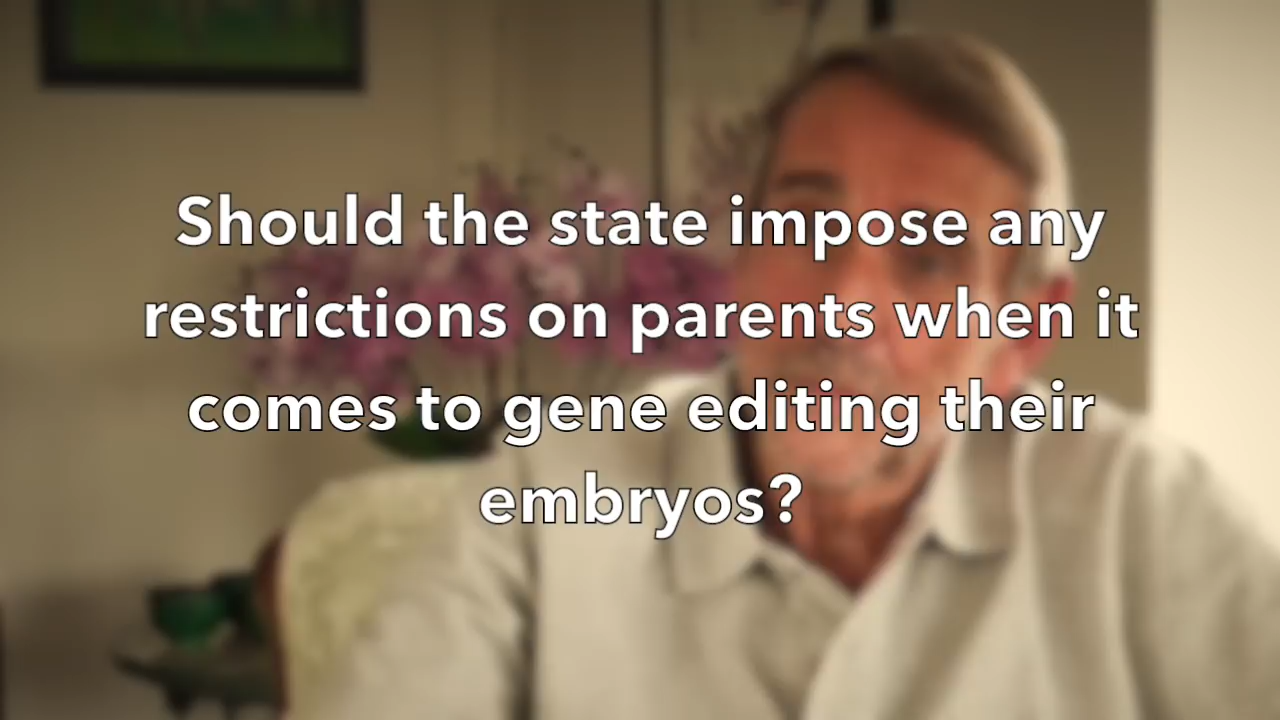 Should the state impose any
restrictions on parents when it
comes to gene editing their
embryos?